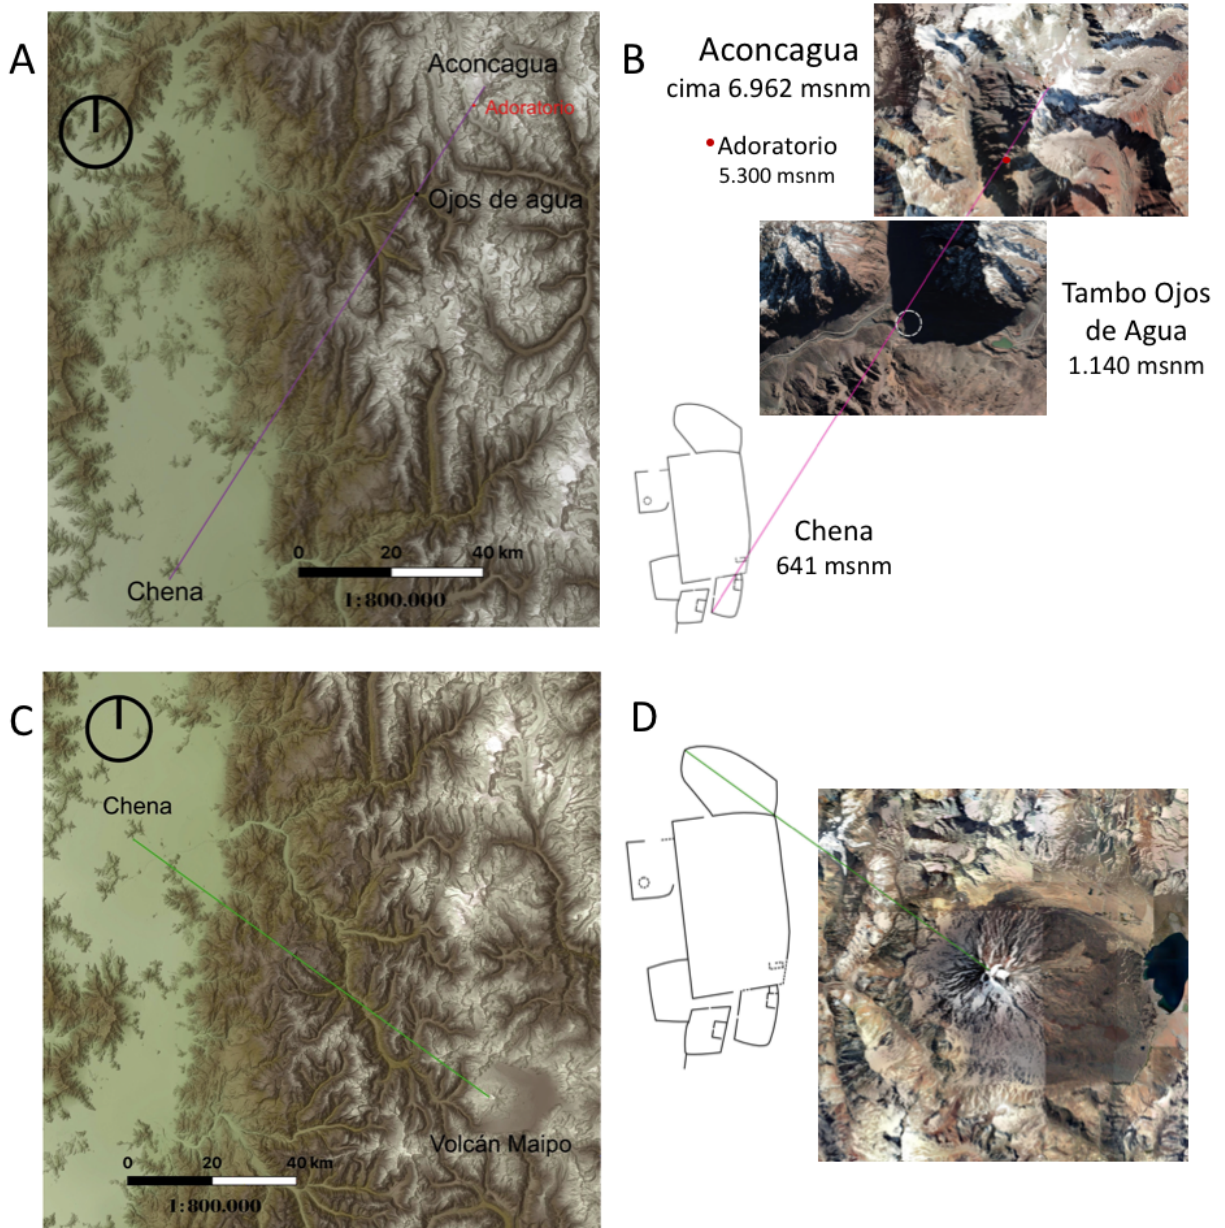 A
Aconcagua
Adoratorio
Ojos de agua
Chena
0 20 40 km
1:800.000
B
Aconcagua
cima 6.962 msnm
Adoratorio
5.300 msnm
Tambo Ojos
de Agua
1.140 msnm
Chena
641 msnm
C
Chena
Volcán Maipo
0 20 40 km
1:800.000
D